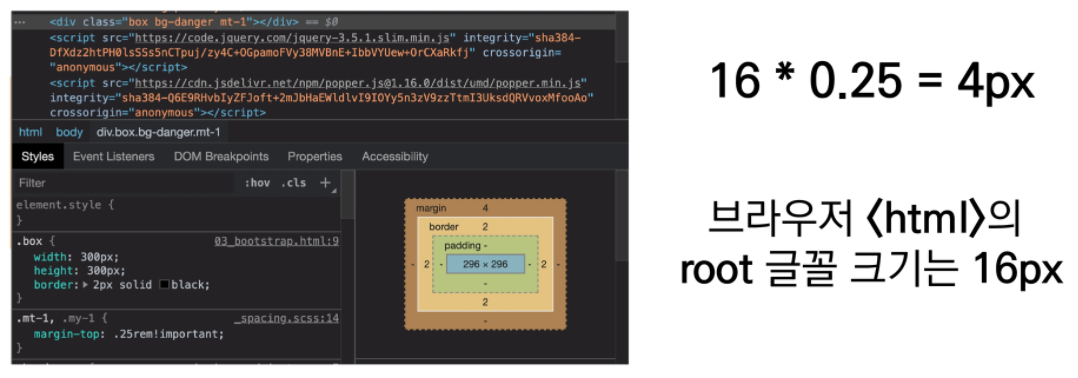 <div class="box bg-danger mt-1"></div> == $0
<script src="https://code.jquery.com/jquery-3.5.1.slim.min.js" integrity="sha384-
DfXdz2htPH0lsSSs5nCTpuj/zy4C+OGpamoFVy38MVBnE+IbbVYUew+OrCXaRkfj" crossorigin=
"anonymous"></script>
<script src="https://cdn.jsdelivr.net/npm/popper.js@1.16.0/dist/umd/popper.min.js"
integrity="sha384-Q6E9RHvbIyZFJoft+2mJbHaEWldlvI9IOYy5n3zV9zzTtmI3UksdQRVvoxMfooAo"
crossorigin="anonymous"></script>
html body div.box.bg-danger.mt-1
Styles Event Listeners DOM Breakpoints Properties Accessibility
Filter :hov .cls +
element.style {
}
.box { 03_bootstrap.html:9
width: 300px;
height: 300px;
border: 2px solid black;
}
.mt-1, .my-1 { _spacing.scss:14
margin-top: .25rem!important;
}
margin 4
border 2
padding -
- 2 - 296 × 296 - 2 -
-
2
-
16 * 0.25 = 4px
브라우저 <html>의
root 글꼴 크기는 16px